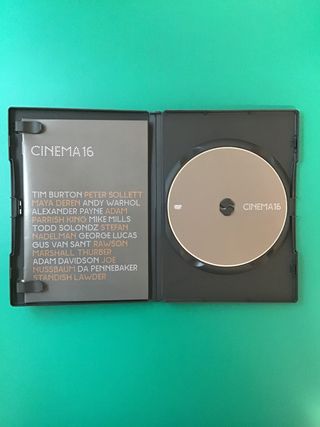 CINEMA16
TIM BURTON PETER SOLLETT
MAYA DEREN ANDY WARHOL
ALEXANDER PAYNE ADAM
PARRISH KING MIKE MILLS
TODD SOLONDZ STEFAN
NADELMAN GEORGE LUCAS
GUS VAN SANT RAWSON
MARSHALL THURBER
ADAM DAVIDSON JOE
NUSSBAUM DA PENNEBAKER
STANDISH LAWDER
CINEMA16